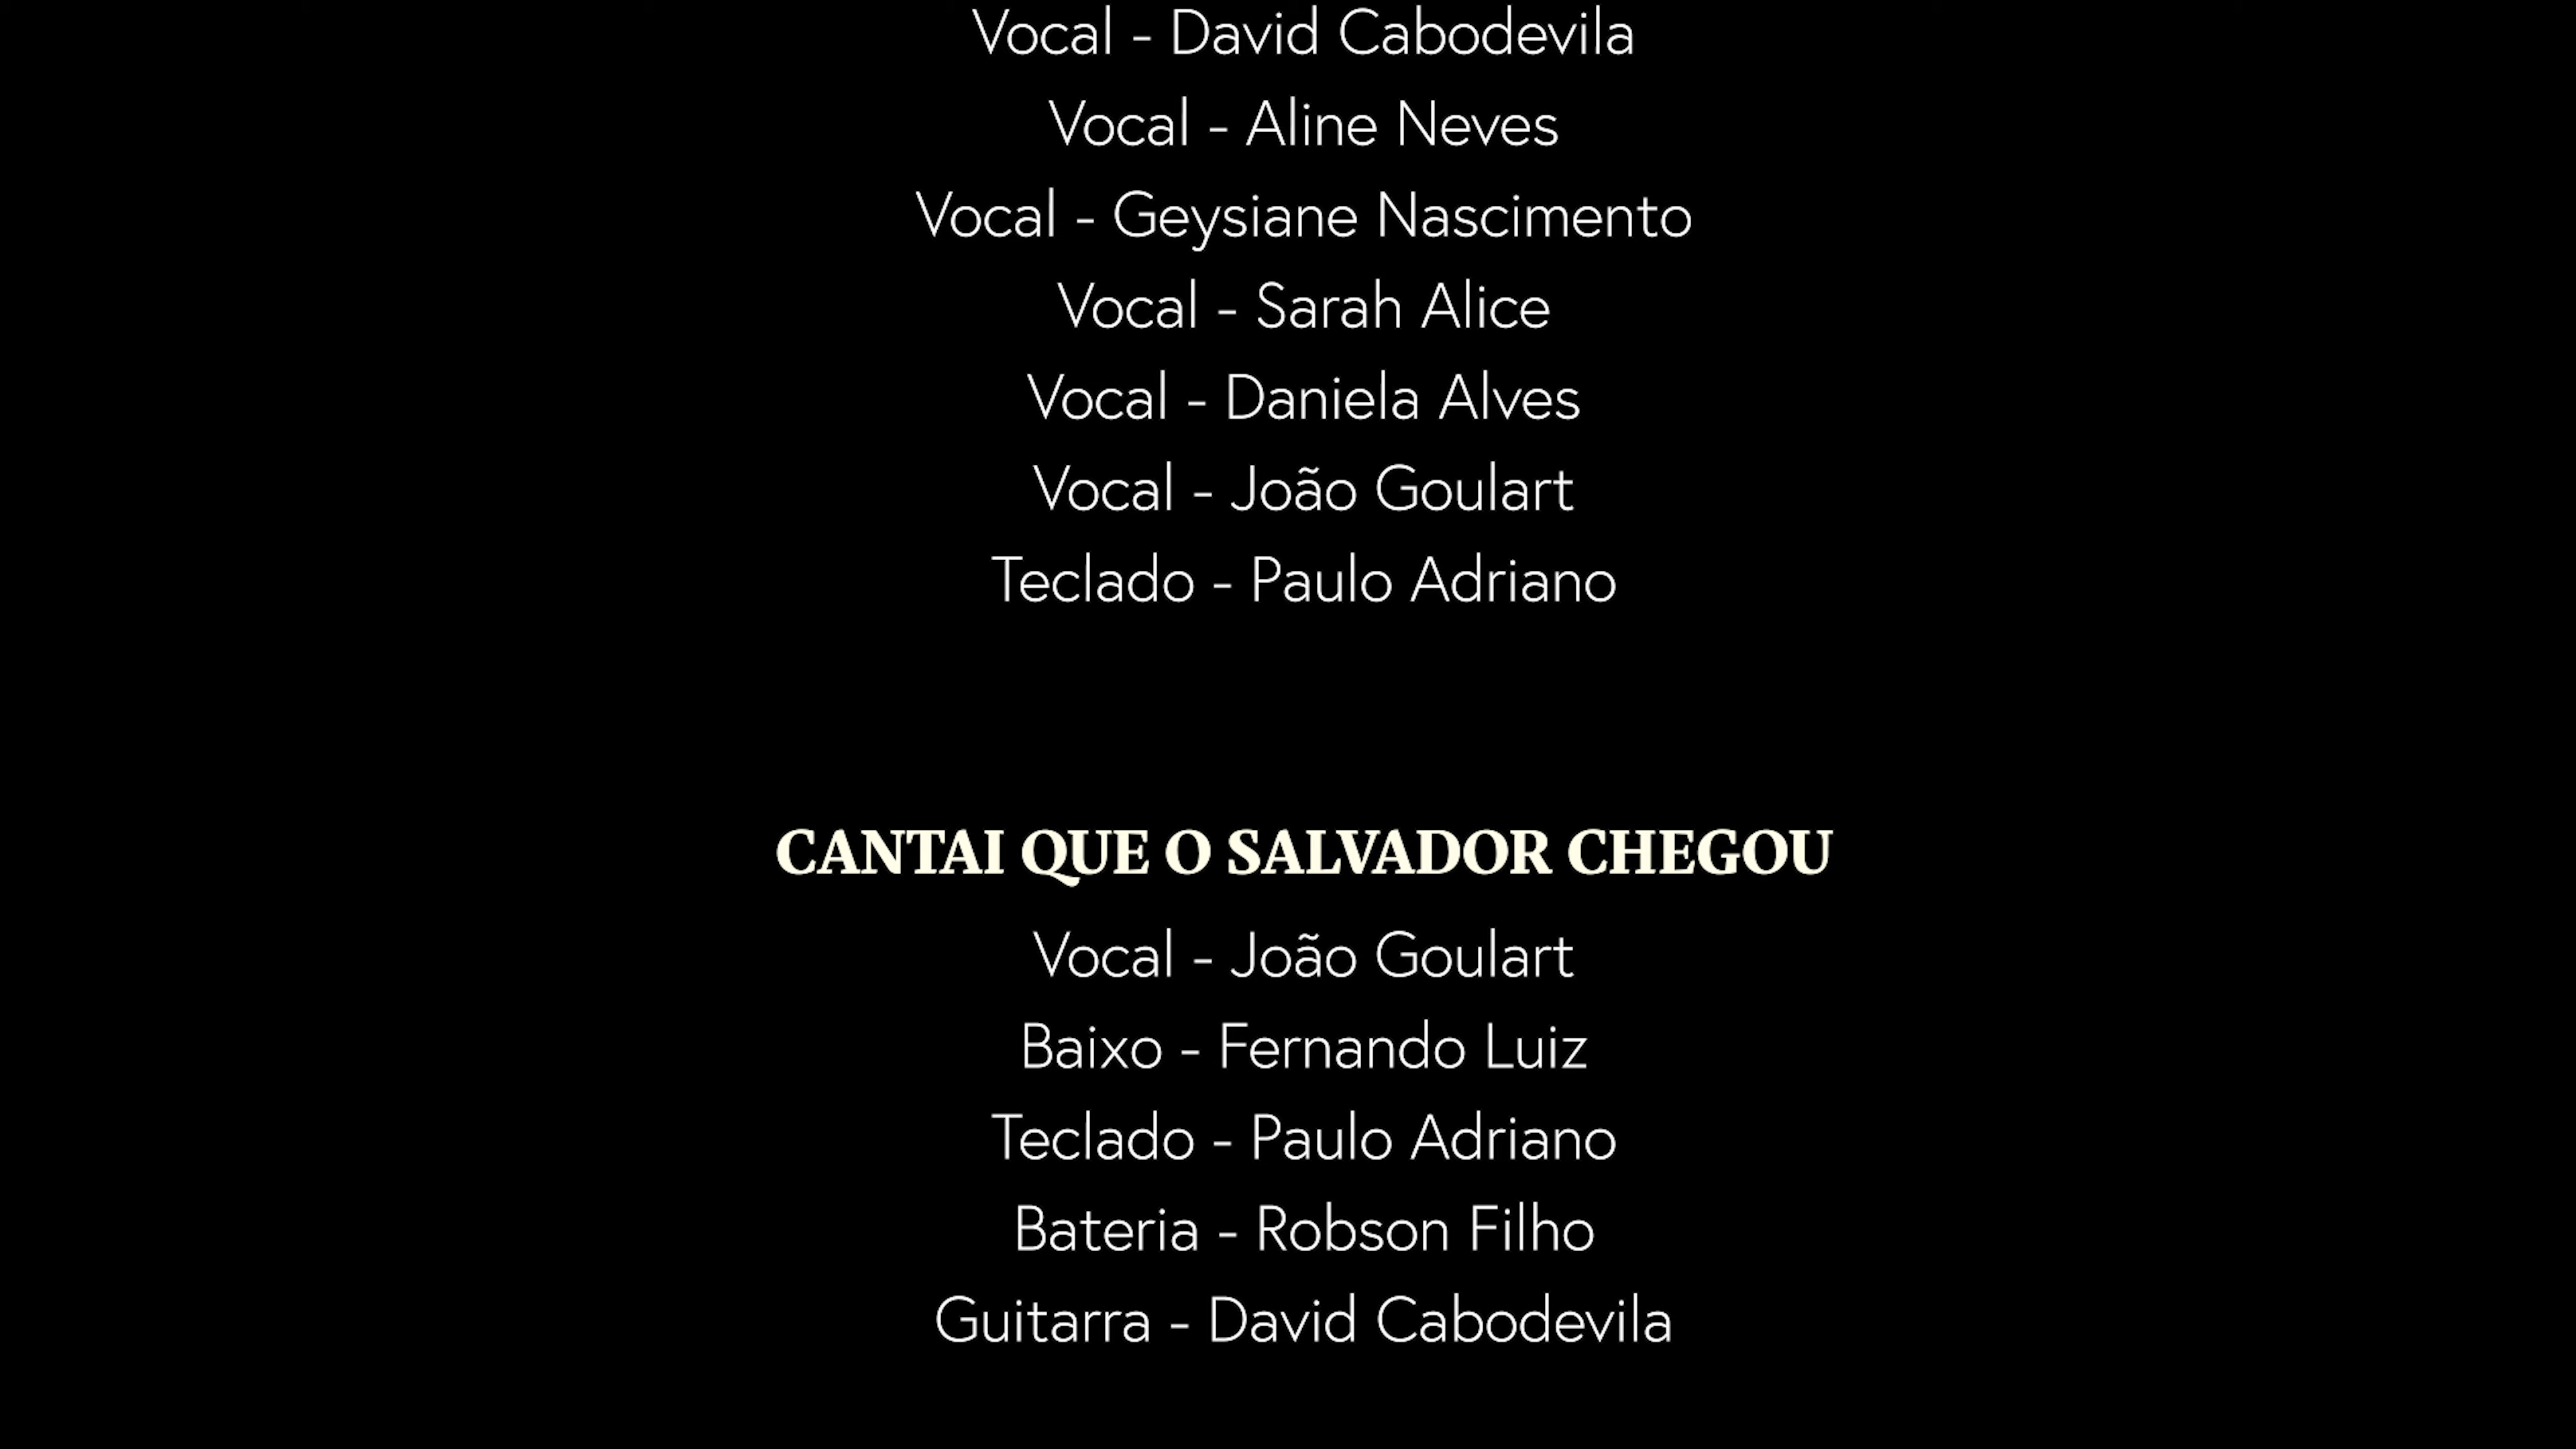 Vocal - David Cabodevila
Vocal - Aline Neves
Vocal - Geysiane Nascimento
Vocal - Sarah Alice
Vocal - Daniela Alves
Vocal - João Goulart
Teclado - Paulo Adriano
CANTAI QUE O SALVADOR CHEGOU
Vocal - João Goulart
Baixo - Fernando Luiz
Teclado - Paulo Adriano
Bateria - Robson Filho
Guitarra - David Cabodevila